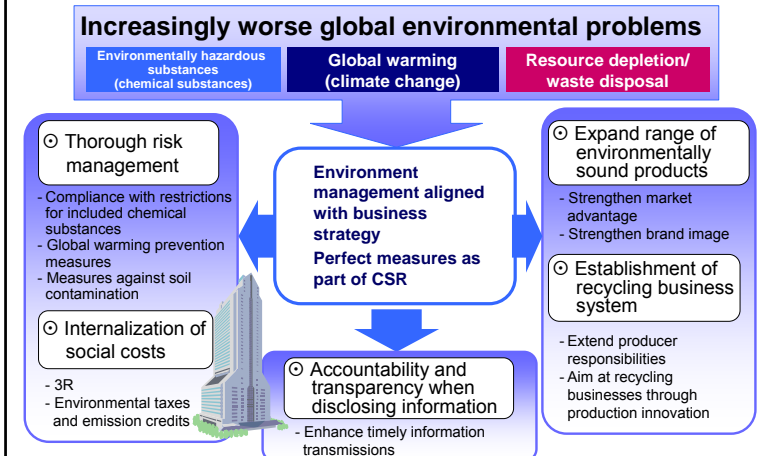 Increasingly worse global environmental problems
Environmentally hazardous
substances
(chemical substances)
Global warming
(climate change)
Resource depletion/
waste disposal
⊙ Thorough risk
management
- Compliance with restrictions
for included chemical
substances
- Global warming prevention
measures
- Measures against soil
contamination
⊙ Internalization of
social costs
- 3R
- Environmental taxes
and emission credits
Environment
management aligned
with business
strategy
Perfect measures as
part of CSR
⊙ Accountability and
transparency when
disclosing information
- Enhance timely information
transmissions
⊙ Expand range of
environmentally
sound products
- Strengthen market
advantage
- Strengthen brand image
⊙ Establishment of
recycling business
system
- Extend producer
responsibilities
- Aim at recycling
businesses through
production innovation